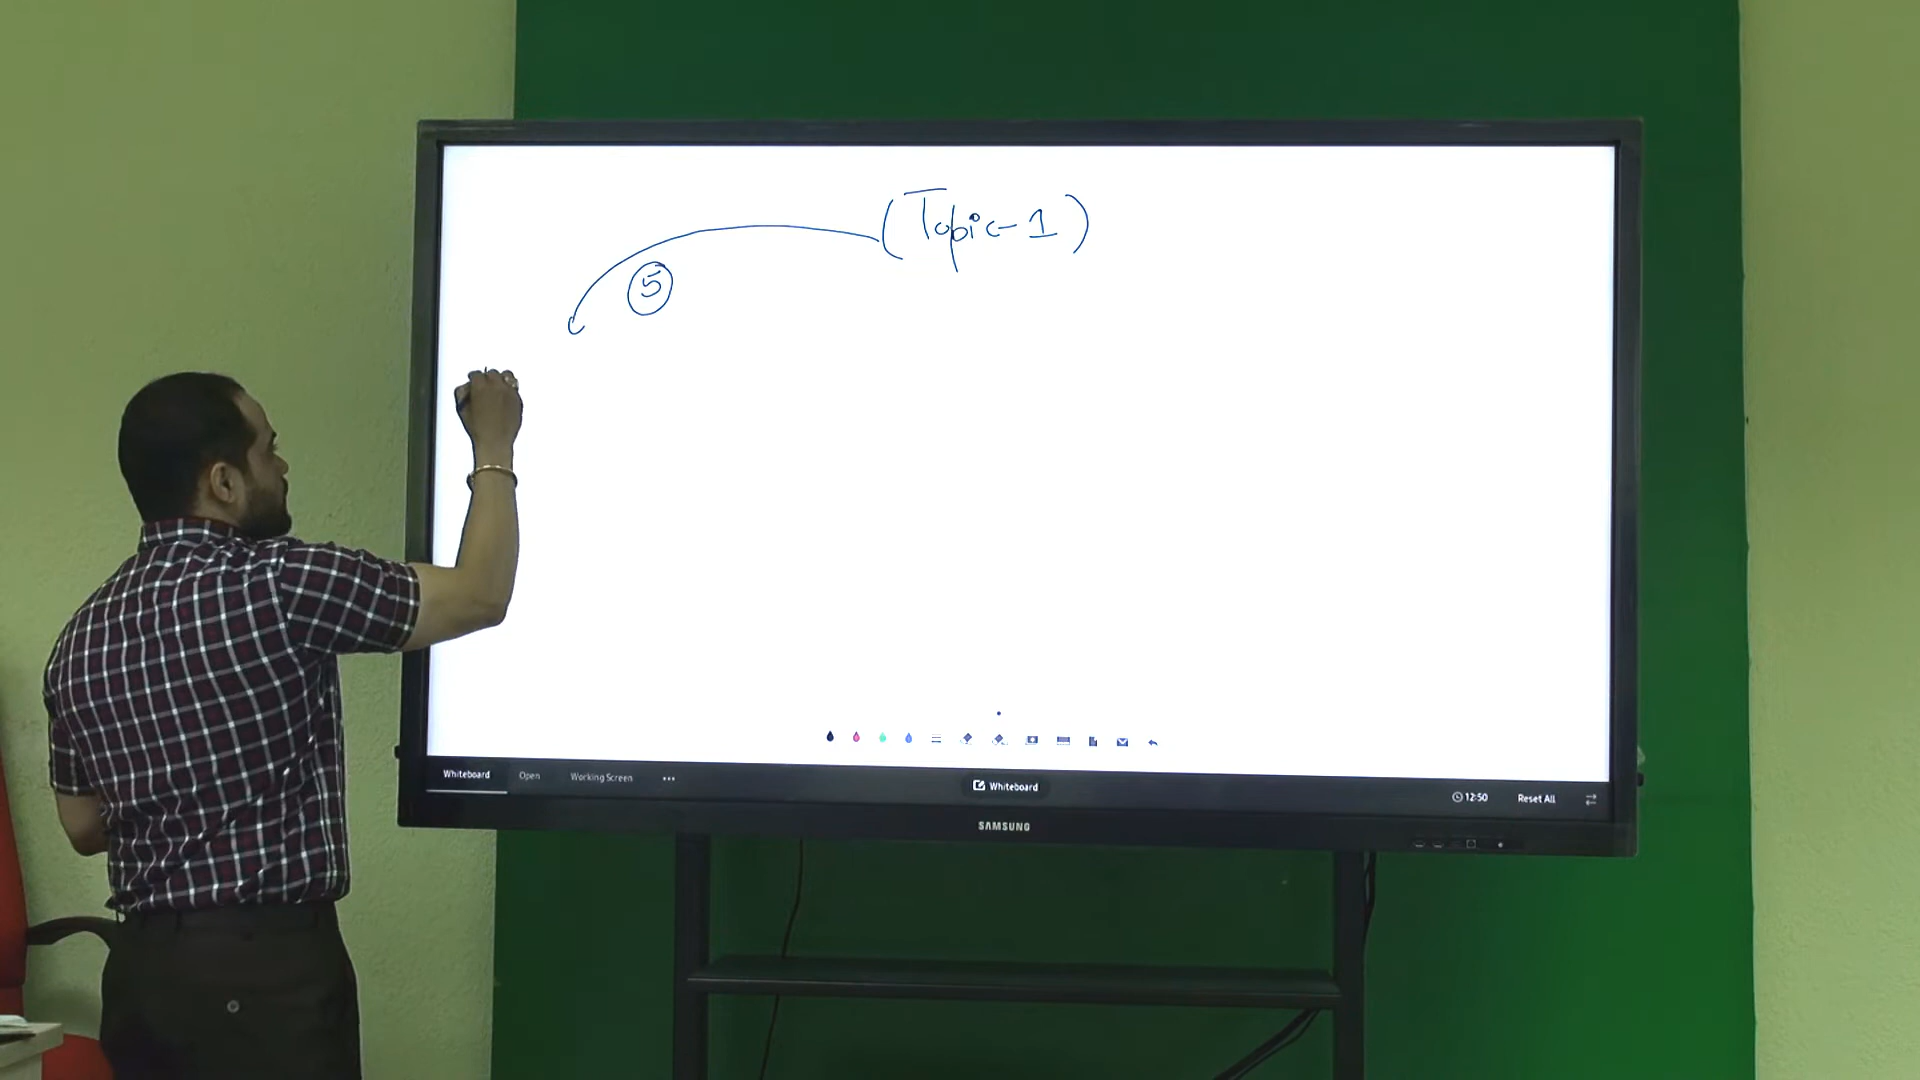 (Topic-1)
5
Whiteboard Open Working Screen ••• Whiteboard 12:50 Reset All
SAMSUNG